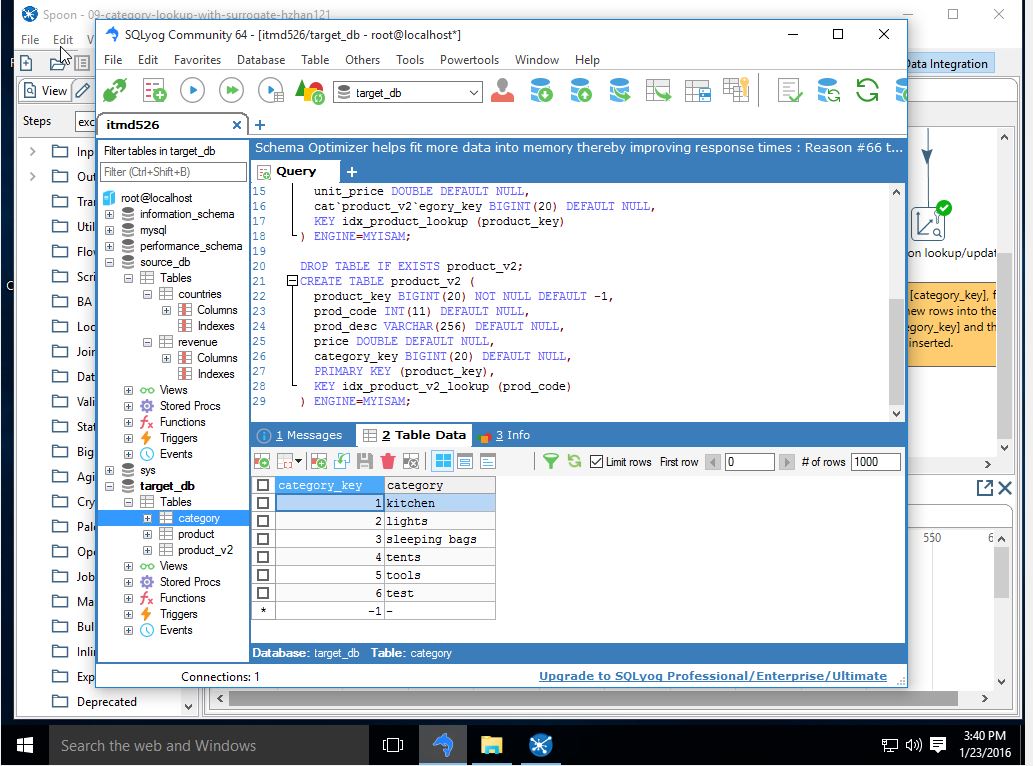 Spoon - 09-category-lookup-with-surrogate-hzhan121
File Edit V
SQLyog Community 64 - [itmd526/target_db - root@localhost*]
File Edit Favorites Database Table Others Tools Powertools Window Help
Data Integration
View
target_db
Steps
exc
itmd526
Inp
Out
Tra
Util
Flo
Scri
BA
Loo
Join
Dat
Vali
Stat
Big
Agi
Cry
Pal
Ope
Job
Ma
Bul
Inli
Exp
Deprecated
Filter tables in target_db
Filter (Ctrl+Shift+B)
root@localhost
information_schema
mysql
performance_schema
source_db
Tables
countries
Columns
Indexes
revenue
Columns
Indexes
Views
Stored Procs
Functions
Triggers
Events
sys
target_db
Tables
category
product
product_v2
Views
Stored Procs
Functions
Triggers
Events
Schema Optimizer helps fit more data into memory thereby improving response times : Reason #66 t...
Query
15 unit_price DOUBLE DEFAULT NULL,
16 cat`product_v2`egory_key BIGINT(20) DEFAULT NULL,
17 KEY idx_product_lookup (product_key)
18 ) ENGINE=MYISAM;
19
20 DROP TABLE IF EXISTS product_v2;
21 CREATE TABLE product_v2 (
22 product_key BIGINT(20) NOT NULL DEFAULT -1,
23 prod_code INT(11) DEFAULT NULL,
24 prod_desc VARCHAR(256) DEFAULT NULL,
25 price DOUBLE DEFAULT NULL,
26 category_key BIGINT(20) DEFAULT NULL,
27 PRIMARY KEY (product_key),
28 KEY idx_product_v2_lookup (prod_code)
29 ) ENGINE=MYISAM;
on lookup/updat
[category_key], f
new rows into the
egory_key] and th
inserted.
1 Messages 2 Table Data 3 Info
Limit rows First row 0 # of rows 1000
category_key category
1 kitchen
2 lights
3 sleeping bags
4 tents
5 tools
6 test
* -1 -
550 6
Database: target_db Table: category
Connections: 1 Upgrade to SQLyog Professional/Enterprise/Ultimate
Search the web and Windows
3:40 PM
1/23/2016